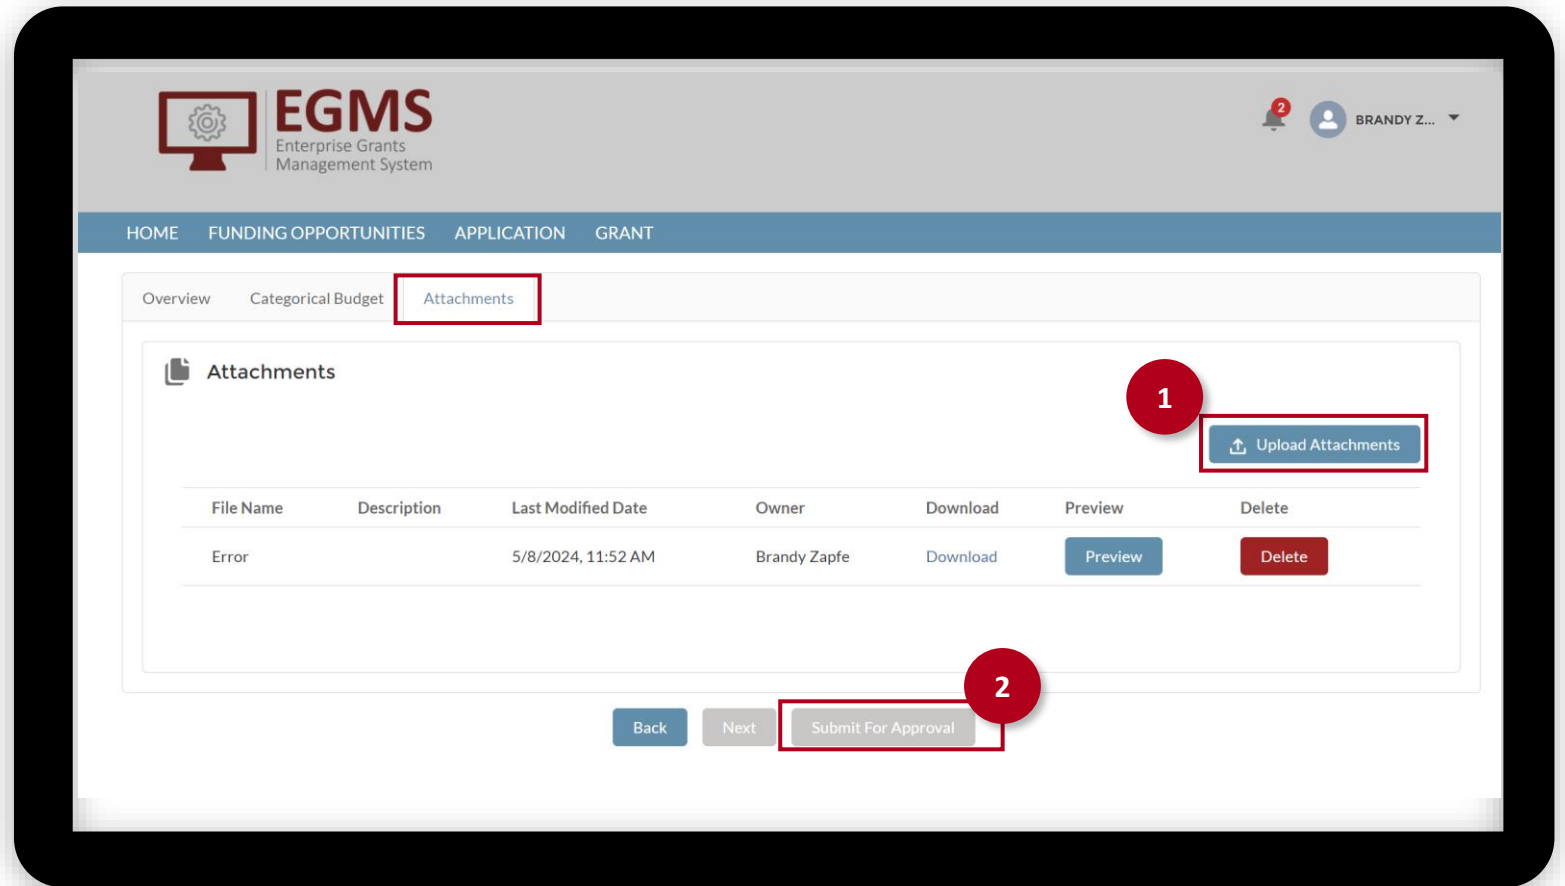 EGMS
Enterprise Grants
Management System
2
BRANDY Z...
HOME FUNDING OPPORTUNITIES APPLICATION GRANT
Overview Categorical Budget Attachments
Attachments
1
Upload Attachments
File Name Description Last Modified Date Owner Download Preview Delete
Error 5/8/2024, 11:52 AM Brandy Zapfe Download Preview Delete
2
Back Next Submit For Approval